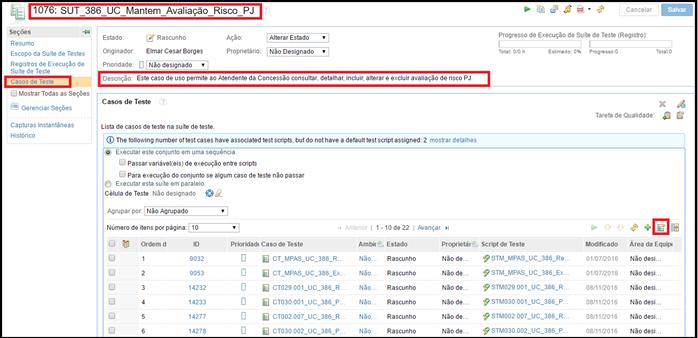 1076: SUT_386_UC_Mantem_Avaliação_Risco_PJ
Cancelar Salvar
Seções
Resumo
Escopo da Suíte de Testes
Registros de Execução de Suíte de Teste
Casos de Teste
Mostrar Todas as Seções
Gerenciar Seções
Capturas Instantâneas
Histórico
Estado: Rascunho Ação: Alterar Estado
Originador: Elmar Cesar Borges Proprietário: Não Designado
Prioridade: Não designado
Progresso de Execução de Suíte de Teste (Registro):
Total: 0/0 h Estimado: 0% Progresso:0 Total:0
Descrição: Este caso de uso permite ao Atendente da Concessão consultar, detalhar, incluir, alterar e excluir avaliação de risco PJ.
Casos de Teste
Tarefa de Qualidade:
Lista de casos de teste na suíte de teste.
The following number of test cases have associated test scripts, but do not have a default test script assigned: 2 mostrar detalhes
Executar este conjunto em uma sequência.
Passar variável(eis) de execução entre scripts
Para execução do conjunto se algum caso de teste não passar
Executar esta suíte em paralelo.
Célula de Teste Não designado
Agrupar por: Não Agrupado
Número de itens por página: 10 Anterior | 1 - 10 de 22 | Avançar
Ordem d ID Prioridade Caso de Teste Ambie Estado Proprietár Script de Teste Modificado Área da Equipe
1 9032 CT_MPAS_UC_386_R... Não... Rascunho Não de... STM_MPAS_UC_386_Re... 01/07/2016 Não desi...
2 9053 CT_MPAS_UC_386_Ex... Não... Rascunho Não de... STM_MPAS_UC_386_Ex... 01/07/2016 Não desi...
3 14232 CT029.001_UC_386_R... Não... Rascunho Não de... STM029.001_UC_386_P... 08/11/2016 Não desi...
4 14233 CT030.001_UC_386_P... Não... Rascunho Não de... STM030.001_UC_386_P... 08/11/2016 Não desi...
5 14277 CT002.007_UC_386_R... Não... Rascunho Não de... STM002.007_UC_386_R... 08/11/2016 Não desi...
6 14278 CT030.002_UC_386_P... Não... Rascunho Não de... STM030.002_UC_386_P... 08/11/2016 Não desi...